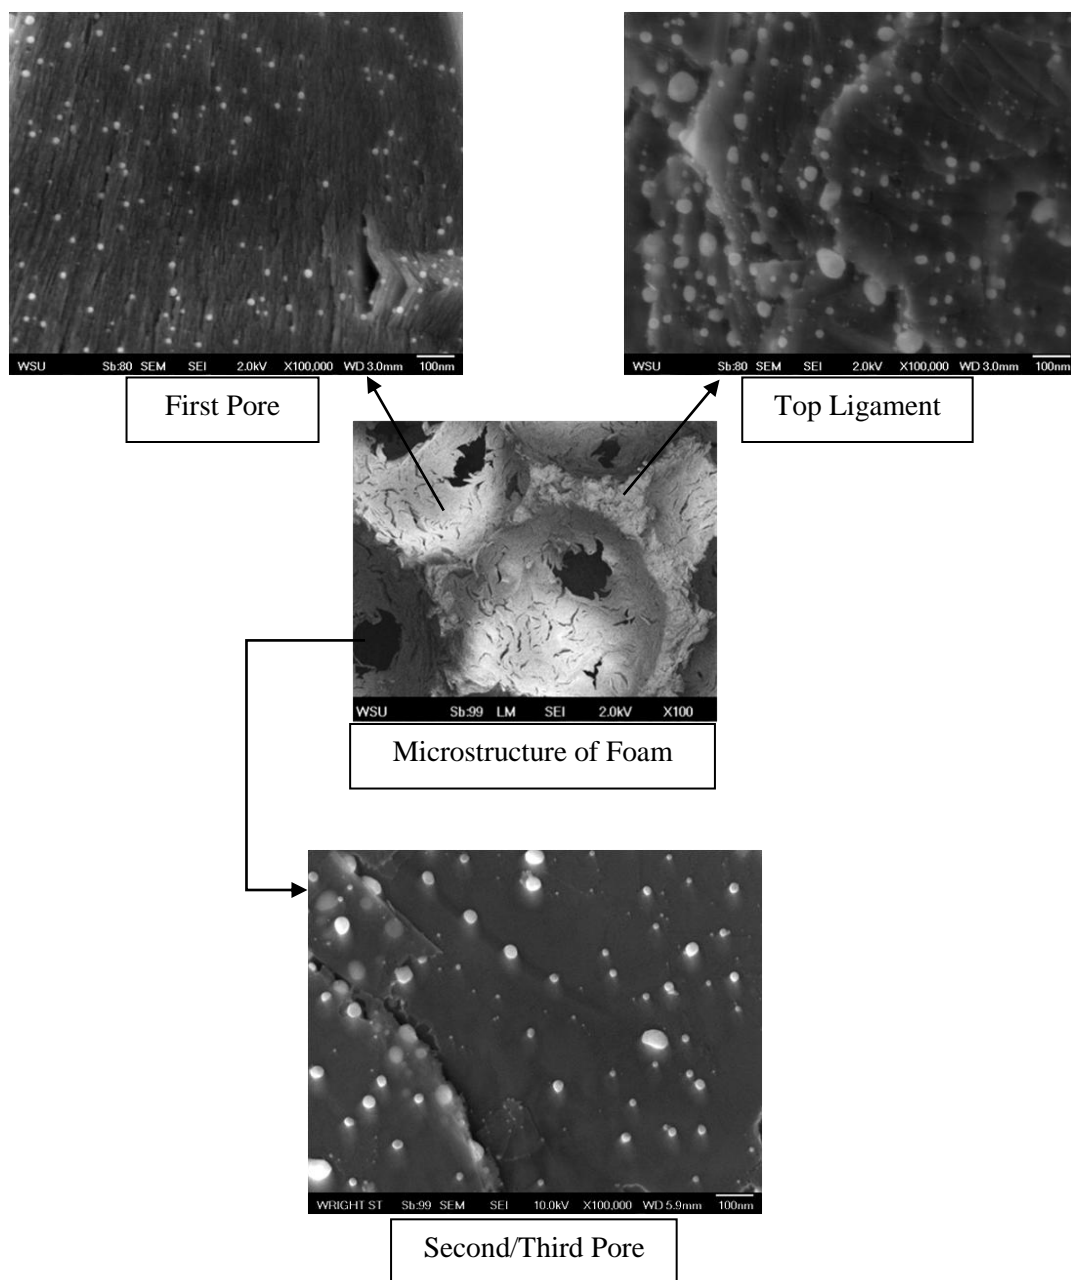 WSU Sb:80 SEM SEI 2.0kV X100,000 WD 3.0mm 100nm
WSU Sb:80 SEM SEI 2.0kV X100,000 WD 3.0mm 100nm
First Pore
Top Ligament
WSU Sb:99 LM SEI 2.0kV X100
Microstructure of Foam
WRIGHT ST Sb:99 SEM SEI 10.0kV X100,000 WD 5.9mm 100nm
Second/Third Pore